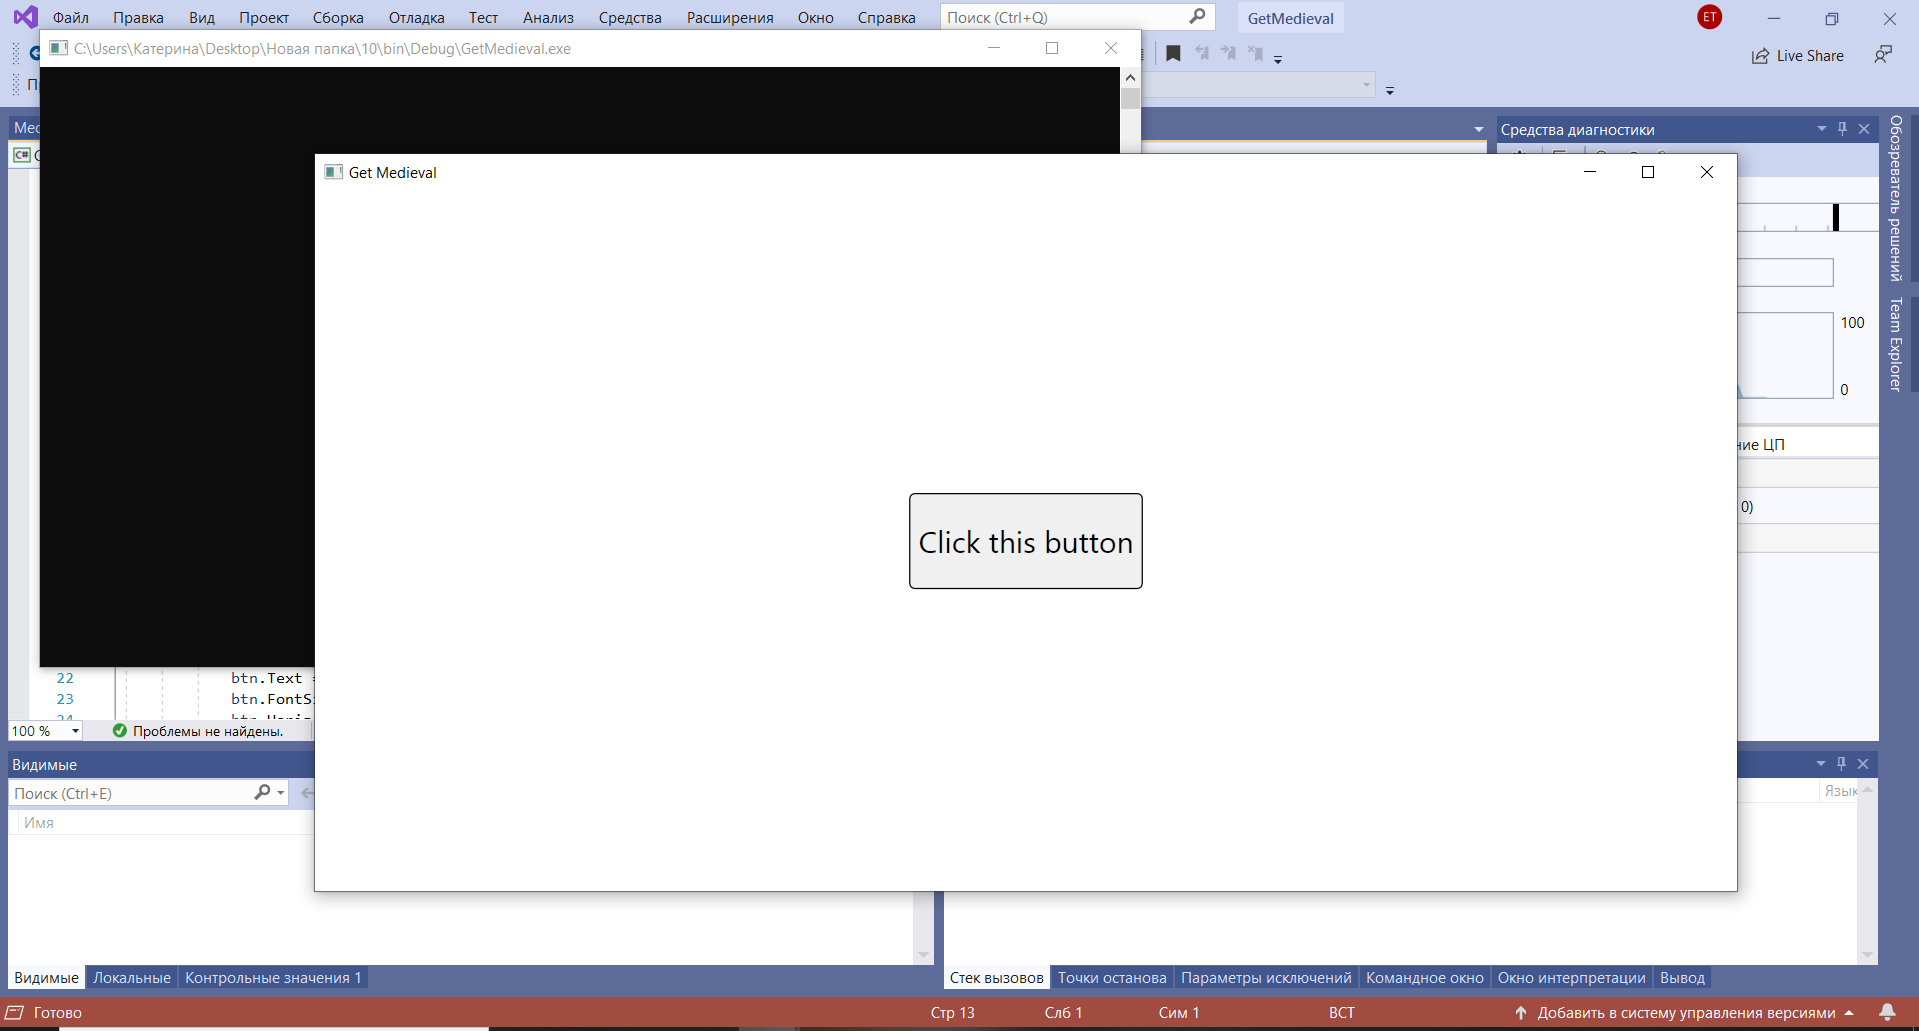 Файл Правка Вид Проект Сборка Отладка Тест Анализ Средства Расширения Окно Справка Поиск (Ctrl+Q) GetMedieval ET
C:\Users\Катерина\Desktop\Новая папка\10\bin\Debug\GetMedieval.exe
Live Share
Средства диагностики
Обозреватель решений
Team Explorer
Get Medieval
100
0
ние ЦП
0)
Click this button
22 btn.Text
23 btn.FontS
24
100 % Проблемы не найдены.
Видимые
Поиск (Ctrl+E)
Имя
Язык
Видимые Локальные Контрольные значения 1
Стек вызовов Точки останова Параметры исключений Командное окно Окно интерпретации Вывод
Готово Стр 13 Слб 1 Сим 1 ВСТ Добавить в систему управления версиями